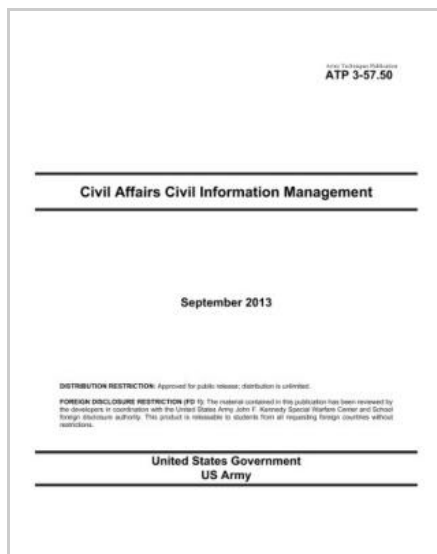 Army Techniques Publication
ATP 3-57.50
Civil Affairs Civil Information Management
September 2013
DISTRIBUTION RESTRICTION: Approved for public release; distribution is unlimited.
FOREIGN DISCLOSURE RESTRICTION (FD 1): The material contained in this publication has been reviewed by
the developers in coordination with the United States Army John F. Kennedy Special Warfare Center and School
foreign disclosure authority. This product is releasable to students from all requesting foreign countries without
restrictions.
United States Government
US Army